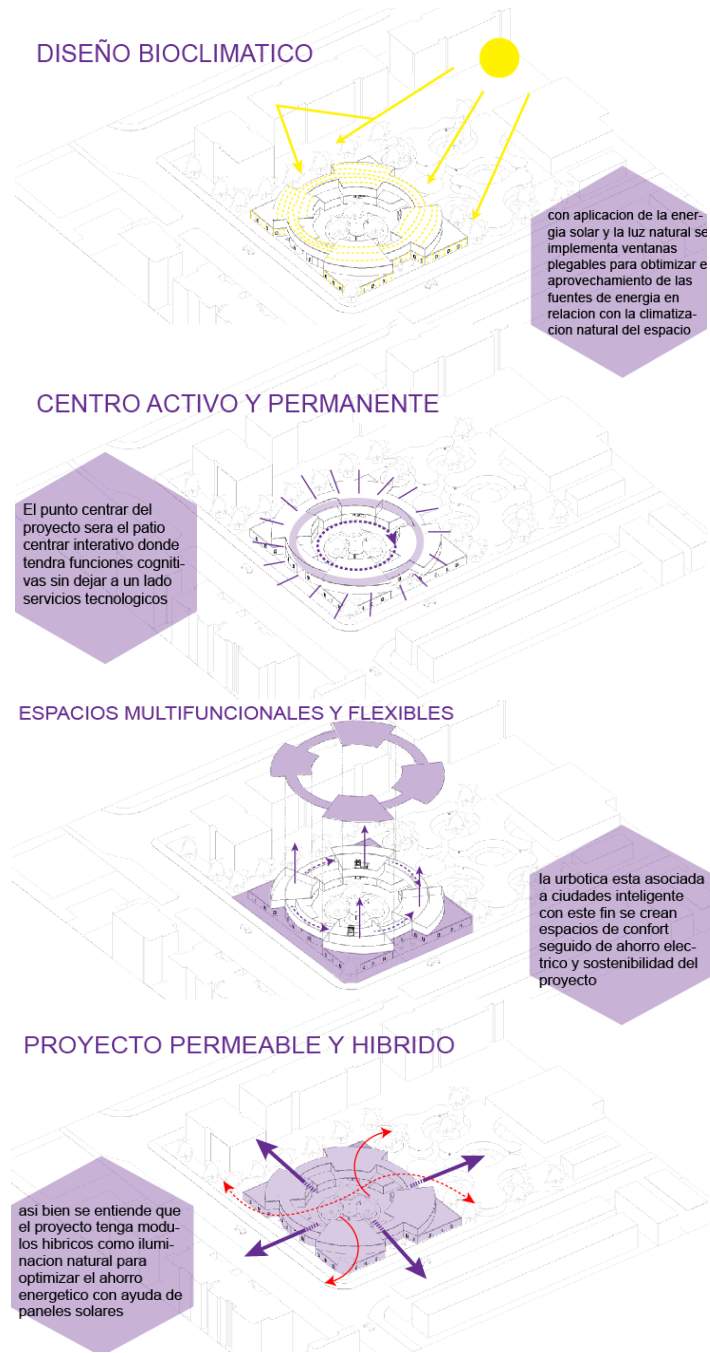 DISEÑO BIOCLIMATICO
con aplicacion de la ener-
gia solar y la luz natural se
implementa ventanas
plegables para obtimizar e
aprovechamiento de las
fuentes de energia en
relacion con la climatiza-
cion natural del espacio
CENTRO ACTIVO Y PERMANENTE
El punto centrar del
proyecto sera el patio
centrar interativo donde
tendra funciones cogniti-
vas sin dejar a un lado
servicios tecnologicos
ESPACIOS MULTIFUNCIONALES Y FLEXIBLES
la urbotica esta asociada
a ciudades inteligente
con este fin se crean
espacios de confort
seguido de ahorro elec-
trico y sostenibilidad del
proyecto
PROYECTO PERMEABLE Y HIBRIDO
asi bien se entiende que
el proyecto tenga modu-
los hibricos como ilumi-
nacion natural para
optimizar el ahorro
energetico con ayuda de
paneles solares